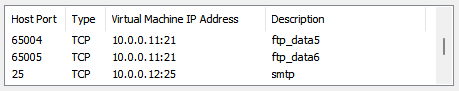 Host Port Type Virtual Machine IP Address Description
65004 TCP 10.0.0.11:21 ftp_data5
65005 TCP 10.0.0.11:21 ftp_data6
25 TCP 10.0.0.12:25 smtp